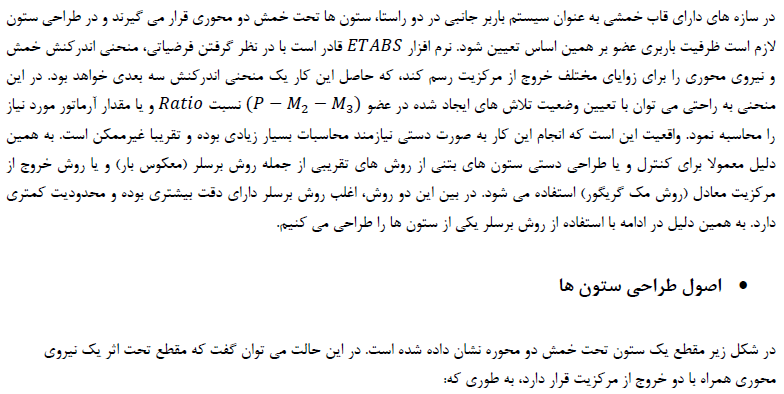 در سازه های دارای قاب خمشی به عنوان سیستم باربر جانبی در دو راستا، ستون ها تحت خمش دو محوری قرار می گیرند و در طراحی ستون
لازم است ظرفیت باربری عضو بر همین اساس تعیین شود. نرم افزار ETABS قادر است با در نظر گرفتن فرضیاتی، منحنی اندرکنش خمش
و نیروی محوری را برای زوایای مختلف خروج از مرکزیت رسم کند، که حاصل این کار یک منحنی اندرکنش سه بعدی خواهد بود. در این
منحنی به راحتی می توان با تعیین وضعیت تلاش های ایجاد شده در عضو (P − M₂ − M₃) نسبت Ratio و یا مقدار آرماتور مورد نیاز
را محاسبه نمود. واقعیت این است که انجام این کار به صورت دستی نیازمند محاسبات بسیار زیادی بوده و تقریبا غیرممکن است. به همین
دلیل معمولا برای کنترل و یا طراحی دستی ستون های بتنی از روش های تقریبی از جمله روش برسلر (معکوس بار) و یا روش خروج از
مرکزیت معادل (روش مک گریگور) استفاده می شود. در بین این دو روش، اغلب روش برسلر دارای دقت بیشتری بوده و محدودیت کمتری
دارد. به همین دلیل در ادامه با استفاده از روش برسلر یکی از ستون ها را طراحی می کنیم.
• اصول طراحی ستون ها
در شکل زیر مقطع یک ستون تحت خمش دو محوره نشان داده شده است. در این حالت می توان گفت که مقطع تحت اثر یک نیروی
محوری همراه با دو خروج از مرکزیت قرار دارد، به طوری که: